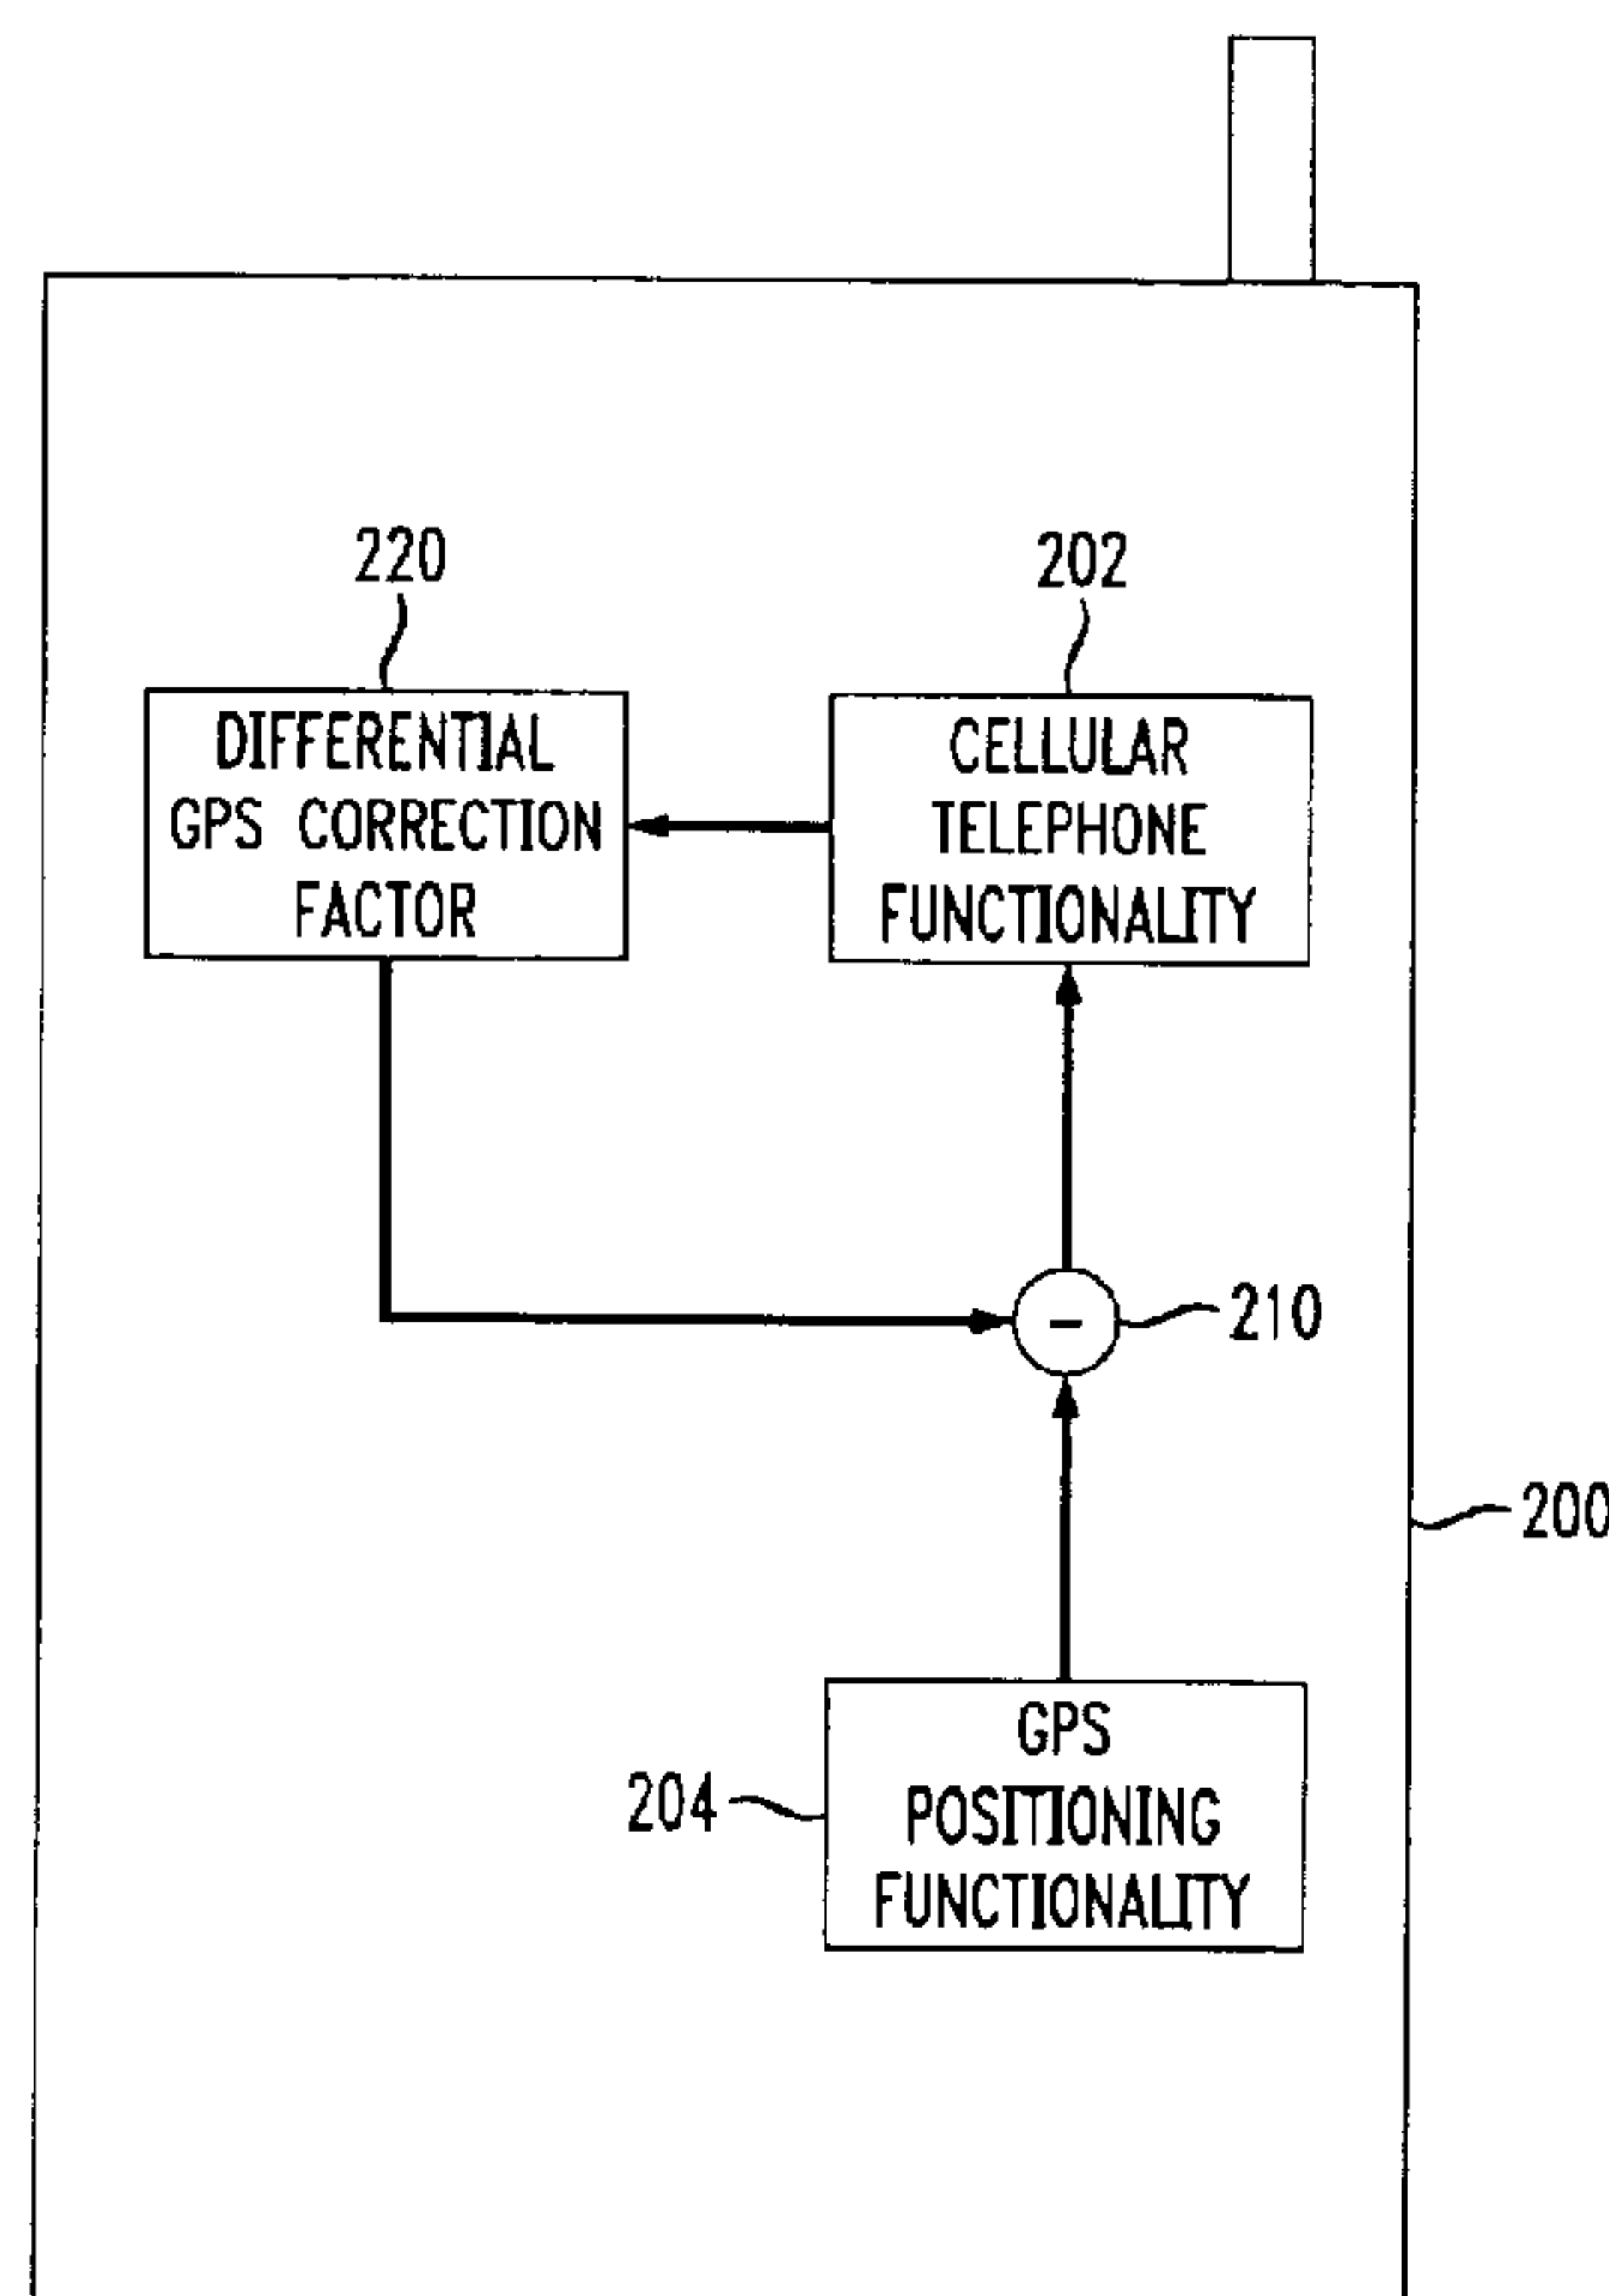 220
202
DIFFERENTIAL
GPS CORRECTION
FACTOR
CELLULAR
TELEPHONE
FUNCTIONALITY
-
210
200
204
GPS
POSITIONING
FUNCTIONALITY